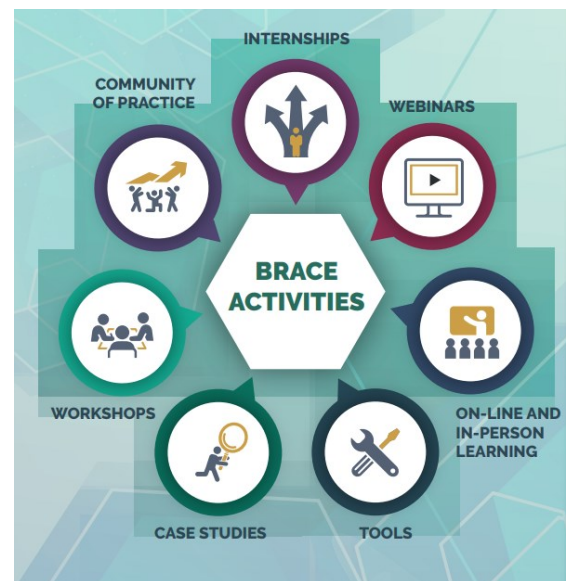 INTERNSHIPS
COMMUNITY
OF PRACTICE
WEBINARS
BRACE
ACTIVITIES
WORKSHOPS
ON-LINE AND
IN-PERSON
LEARNING
CASE STUDIES
TOOLS